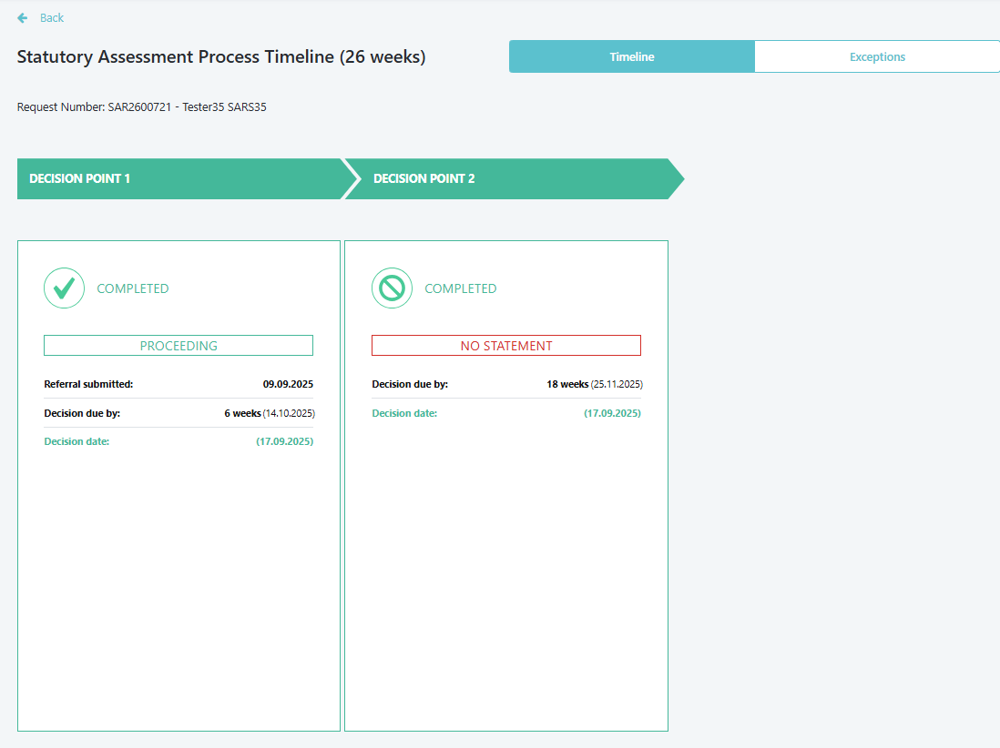 Back
Statutory Assessment Process Timeline (26 weeks)
Timeline
Exceptions
Request Number: SAR2600721 - Tester35 SARS35
DECISION POINT 1
DECISION POINT 2
COMPLETED
PROCEEDING
Referral submitted: 09.09.2025
Decision due by: 6 weeks (14.10.2025)
Decision date: (17.09.2025)
COMPLETED
NO STATEMENT
Decision due by: 18 weeks (25.11.2025)
Decision date: (17.09.2025)